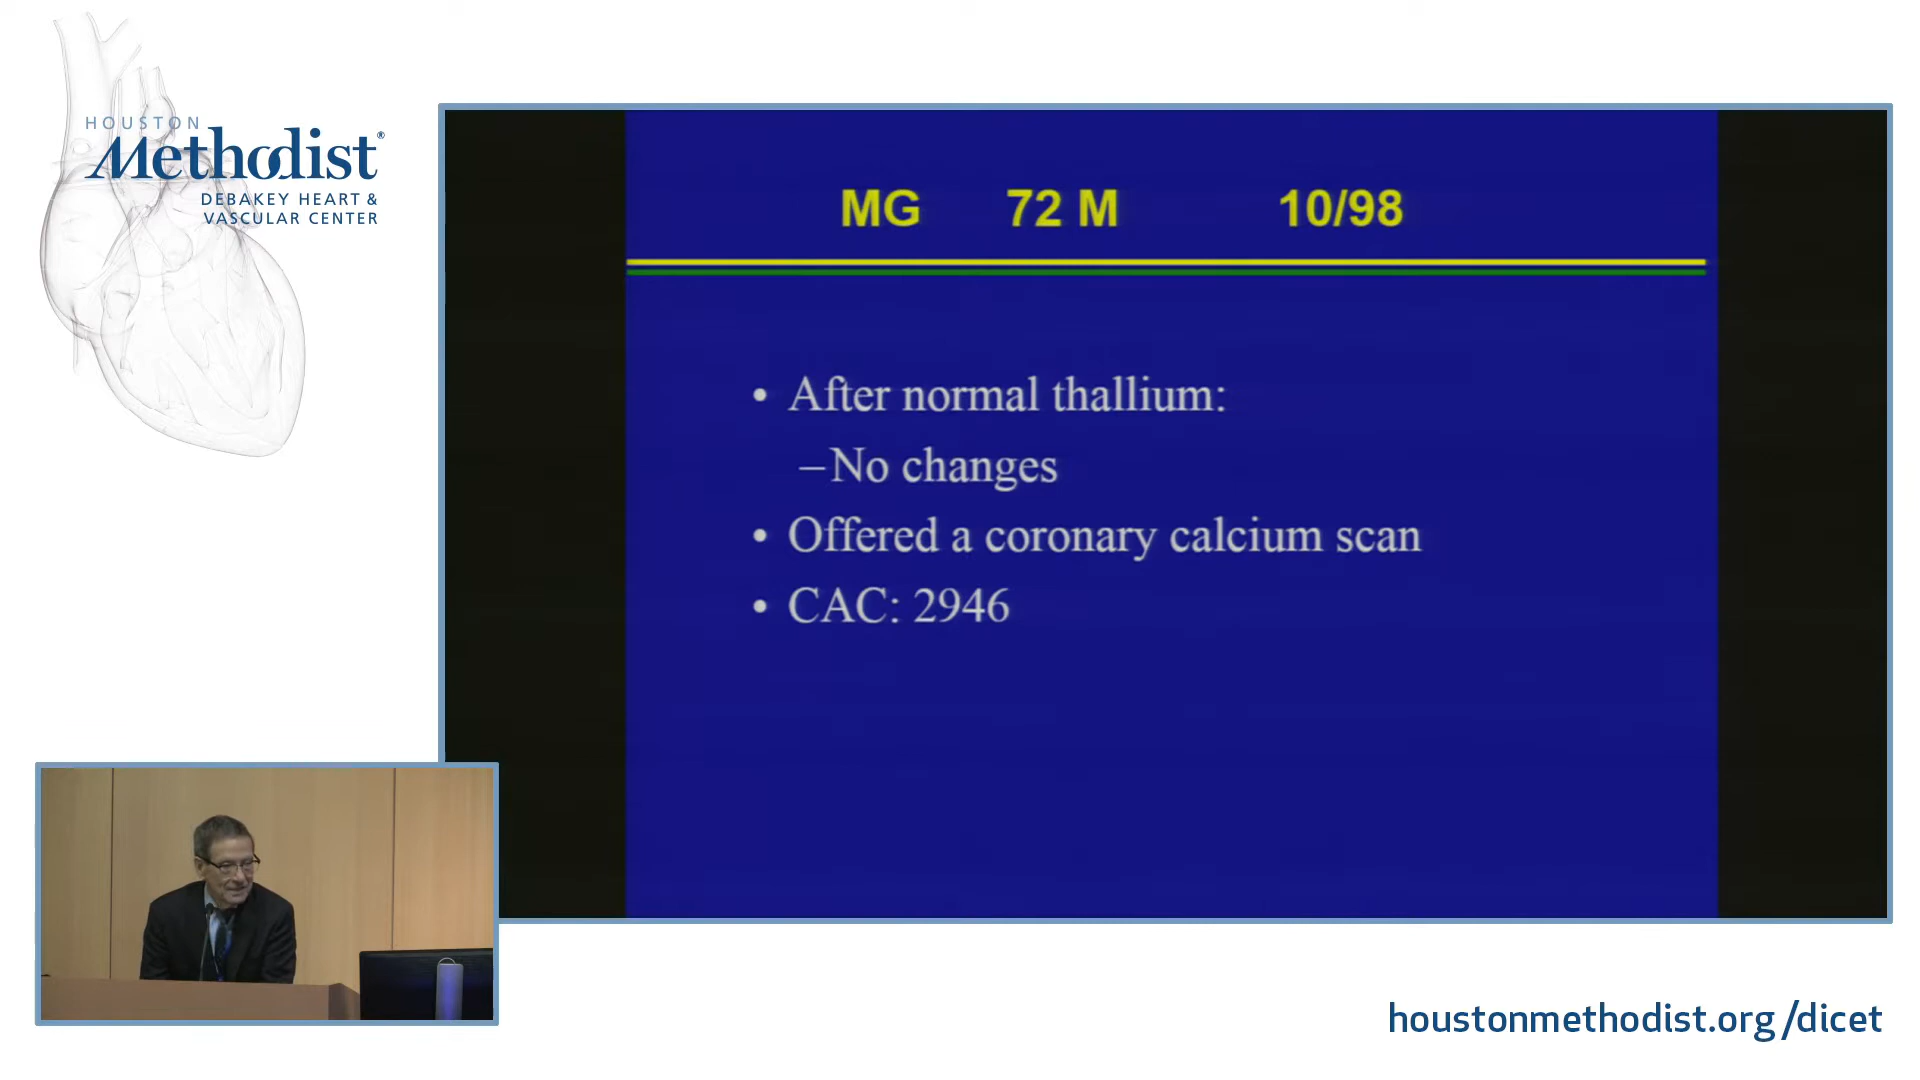 HOUSTON
Methodist®
DEBAKEY HEART &
VASCULAR CENTER
MG 72 M 10/98
• After normal thallium:
–No changes
• Offered a coronary calcium scan
• CAC: 2946
houstonmethodist.org/dicet